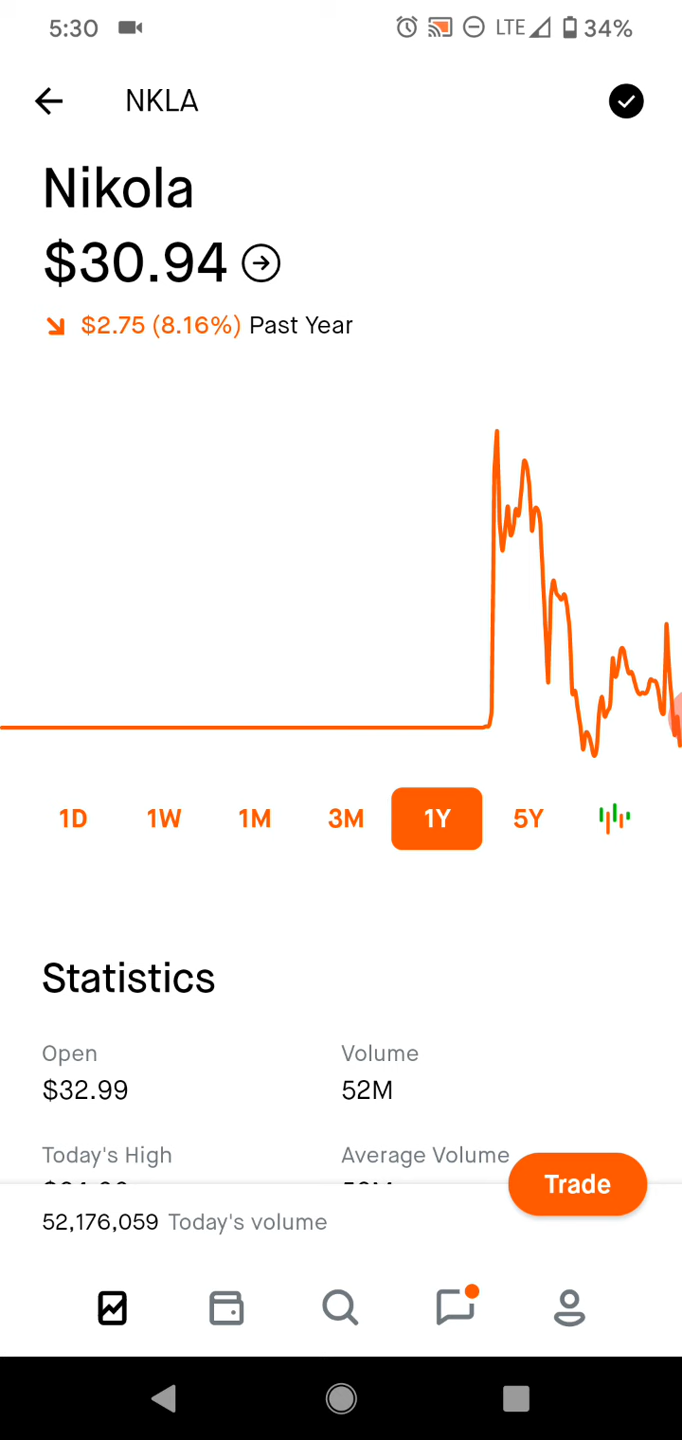 5:30 LTE 34%
NKLA
Nikola
$30.94
$2.75 (8.16%) Past Year
1D 1W 1M 3M 1Y 5Y
Statistics
Open Volume
$32.99 52M
Today's High Average Volume
Trade
52,176,059 Today's volume